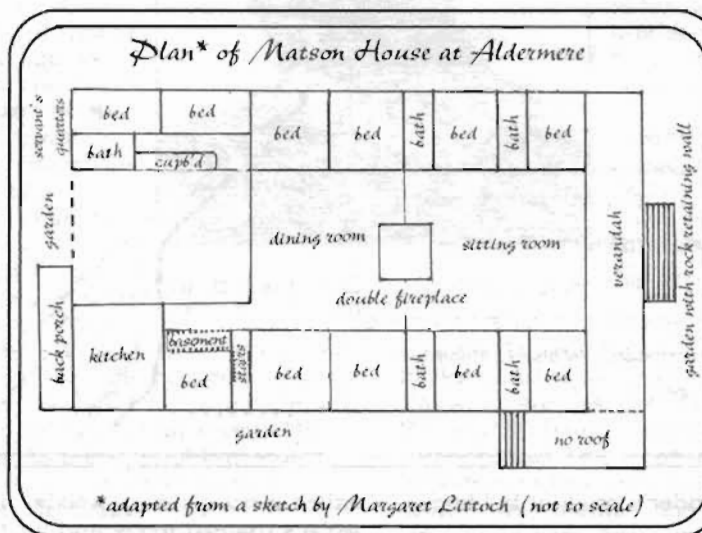 Plan* of Matson House at Aldermere
servant's
quarters
bed bed
bath
cupb'd
bed bed bath bed bath bed
garden
dining room
sitting room
double fireplace
verandah
garden with rock retaining wall
back porch
kitchen
basement
bed
stairs
bed bed bath bed bath bed
garden
no roof
*adapted from a sketch by Margaret Littoch (not to scale)